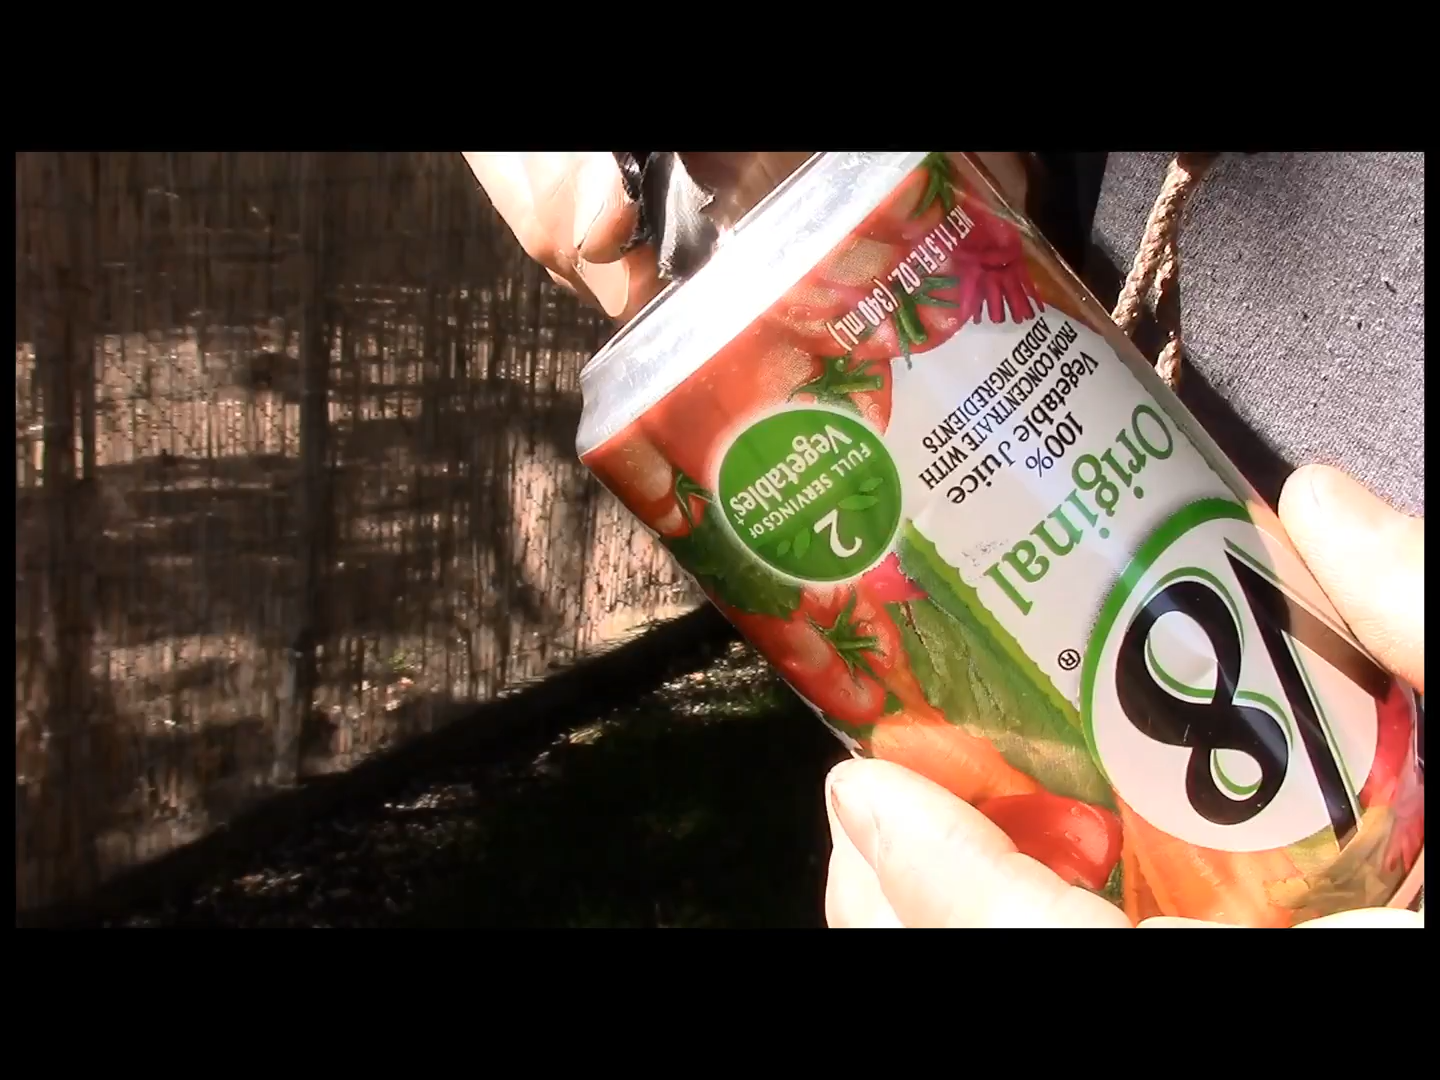 V8
®
Original
100%
Vegetable Juice
FROM CONCENTRATE WITH
ADDED INGREDIENTS
2
FULL SERVINGS OF
Vegetables†
NET 11.5 FL. OZ. (340 mL)